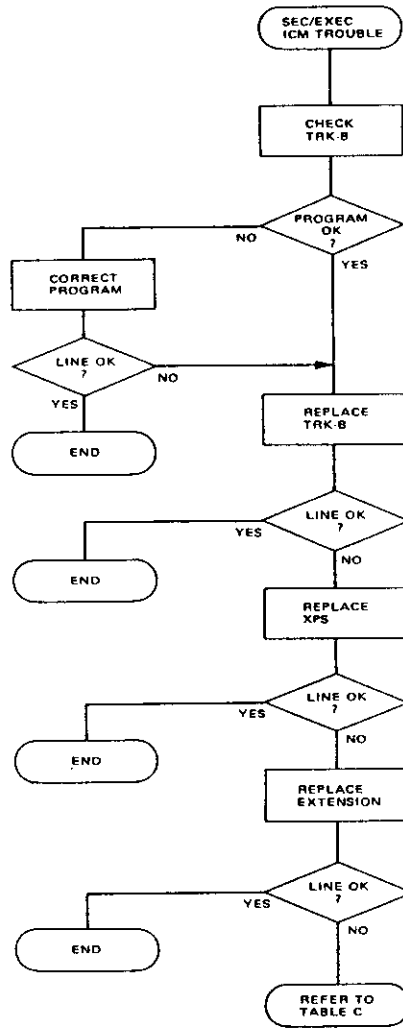 SEC/EXEC
ICM TROUBLE
CHECK
TRK-B
PROGRAM
OK
?
NO
YES
CORRECT
PROGRAM
LINE OK
?
NO
YES
END
REPLACE
TRK-B
LINE OK
?
YES
NO
END
REPLACE
XPS
LINE OK
?
YES
NO
END
REPLACE
EXTENSION
LINE OK
?
YES
NO
END
REFER TO
TABLE C